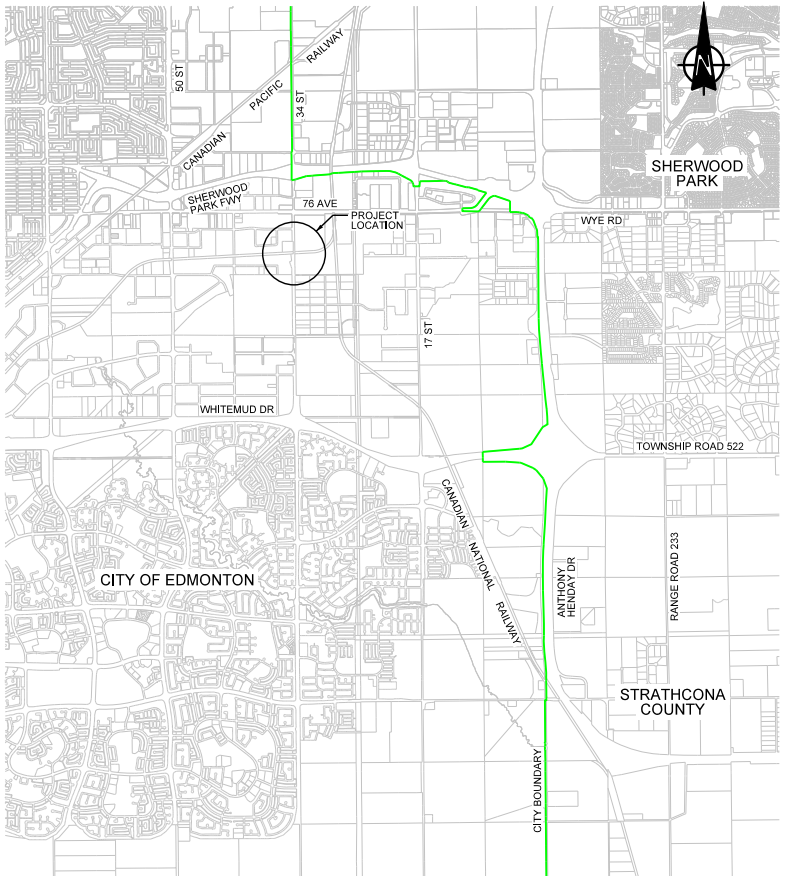 50 ST
CANADIAN PACIFIC RAILWAY
34 ST
N
SHERWOOD
PARK
SHERWOOD
PARK FWY
76 AVE
PROJECT
LOCATION
WYE RD
17 ST
WHITEMUD DR
TOWNSHIP ROAD 522
CANADIAN NATIONAL RAILWAY
CITY OF EDMONTON
ANTHONY
HENDAY DR
RANGE ROAD 233
STRATHCONA
COUNTY
CITY BOUNDARY